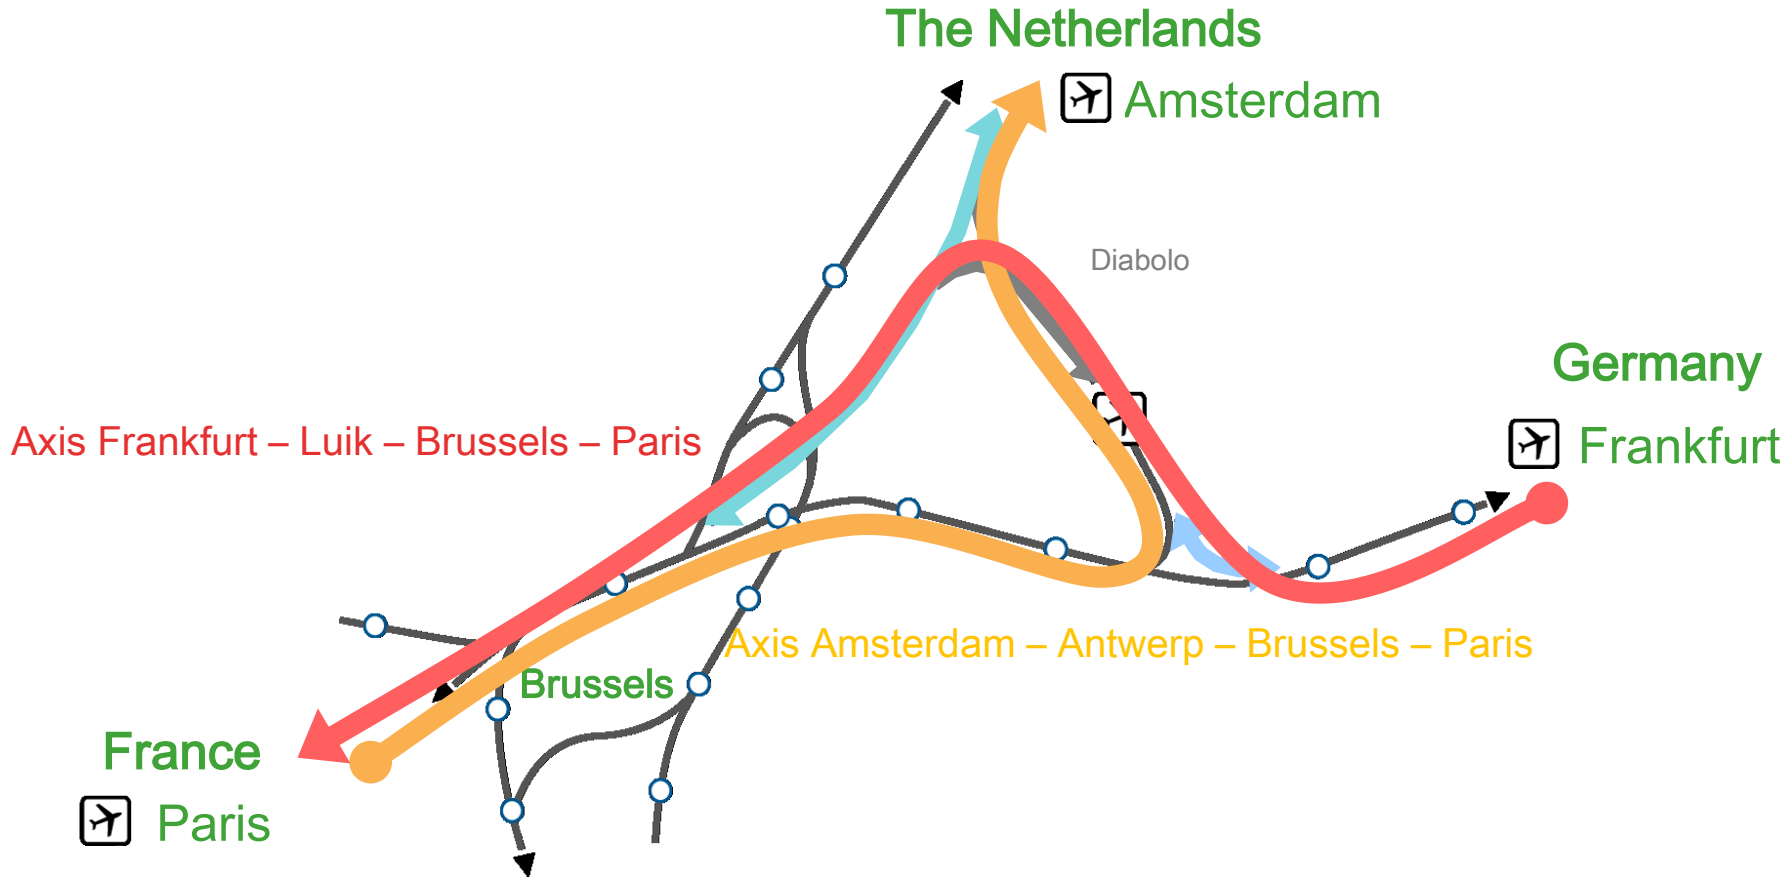 The Netherlands
Amsterdam
Diabolo
Germany
Frankfurt
Axis Frankfurt – Luik – Brussels – Paris
Axis Amsterdam – Antwerp – Brussels – Paris
Brussels
France
Paris